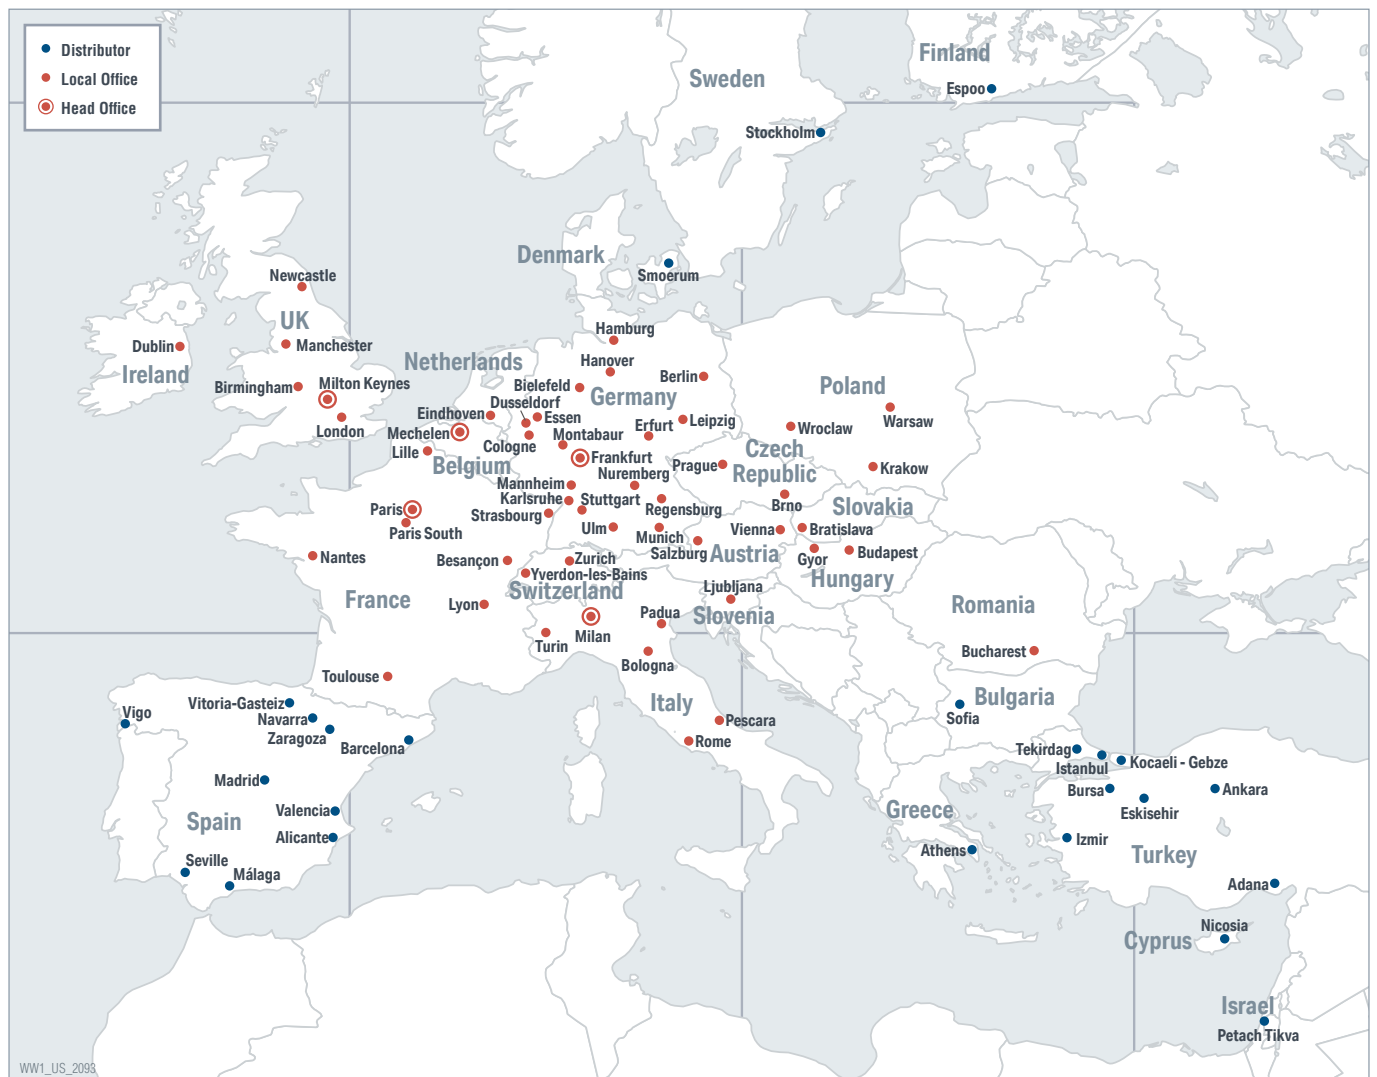 Distributor
Local Office
Head Office
Finland
Sweden
Espoo
Stockholm
Denmark
Smoerum
Newcastle
UK
Manchester
Dublin
Ireland
Birmingham
Milton Keynes
London
Netherlands
Hamburg
Hanover
Bielefeld
Berlin
Germany
Dusseldorf
Eindhoven
Essen
Mechelen
Cologne
Montabaur
Erfurt
Leipzig
Lille
Belgium
Frankfurt
Nuremberg
Poland
Warsaw
Wroclaw
Czech
Republic
Prague
Krakow
Brno
Slovakia
Mannheim
Karlsruhe
Stuttgart
Strasbourg
Regensburg
Paris
Paris South
Ulm
Munich
Vienna
Bratislava
Salzburg
Austria
Gyor
Budapest
Hungary
Nantes
Besançon
Zurich
Yverdon-les-Bains
Switzerland
Ljubljana
Slovenia
France
Lyon
Padua
Milan
Turin
Bologna
Romania
Bucharest
Toulouse
Italy
Bulgaria
Sofia
Vitoria-Gasteiz
Vigo
Navarra
Zaragoza
Barcelona
Pescara
Rome
Madrid
Valencia
Spain
Alicante
Seville
Málaga
Tekirdag
Istanbul
Kocaeli - Gebze
Bursa
Ankara
Eskisehir
Greece
Athens
Izmir
Turkey
Adana
Nicosia
Cyprus
Israel
Petach Tikva
WW1_US_2093